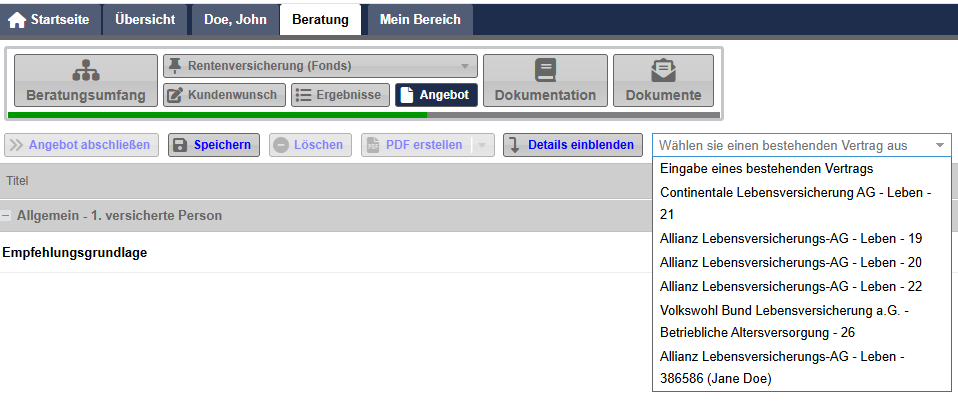 Startseite
Übersicht
Doe, John
Beratung
Mein Bereich
Beratungsumfang
Rentenversicherung (Fonds)
Kundenwunsch
Ergebnisse
Angebot
Dokumentation
Dokumente
Angebot abschließen
Speichern
Löschen
PDF
PDF erstellen
Details einblenden
Wählen sie einen bestehenden Vertrag aus
Titel
Allgemein - 1. versicherte Person
Empfehlungsgrundlage
Eingabe eines bestehenden Vertrags
Continentale Lebensversicherung AG - Leben -
21
Allianz Lebensversicherungs-AG - Leben - 19
Allianz Lebensversicherungs-AG - Leben - 20
Allianz Lebensversicherungs-AG - Leben - 22
Volkswohl Bund Lebensversicherung a.G. -
Betriebliche Altersversorgung - 26
Allianz Lebensversicherungs-AG - Leben -
386586 (Jane Doe)